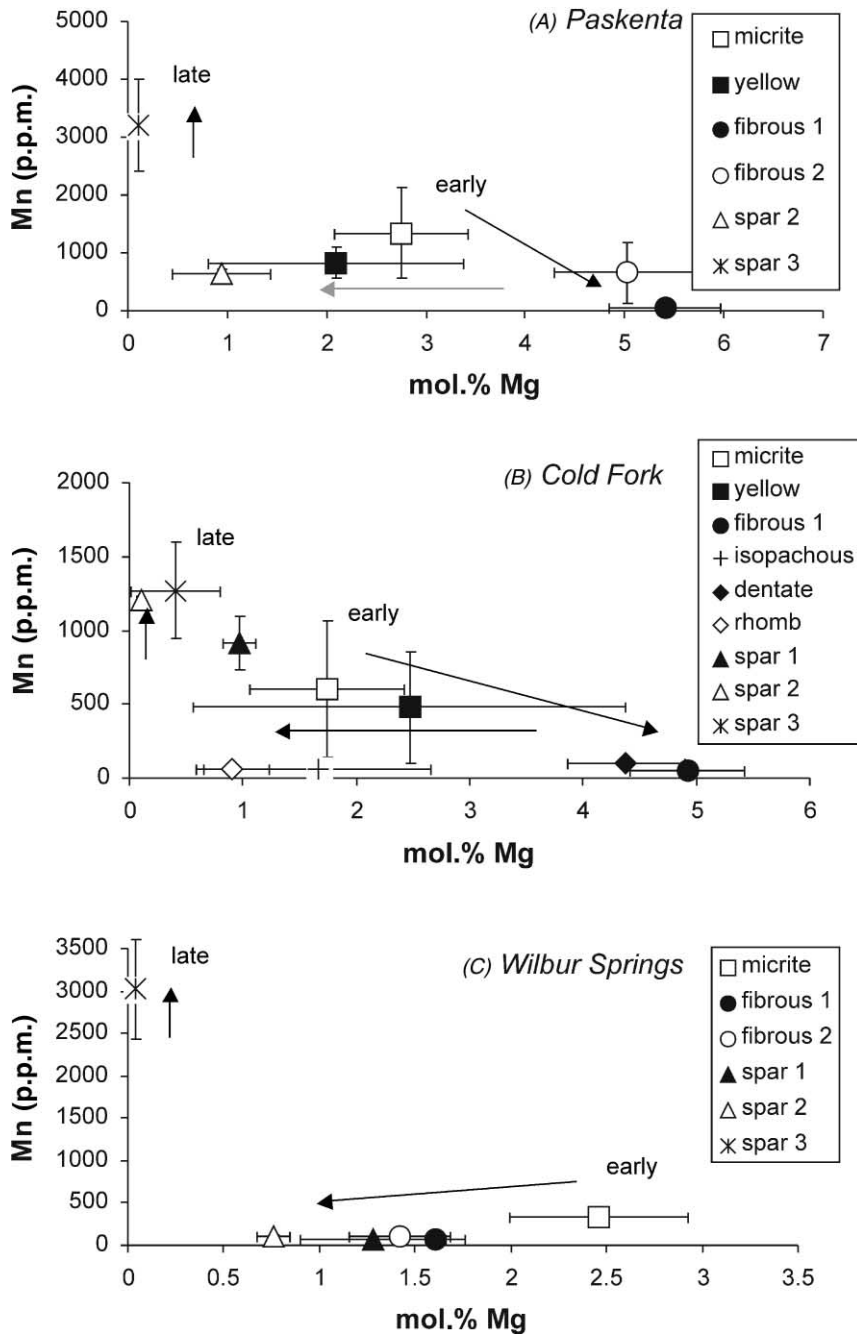 (A) Paskenta
Mn (p.p.m.)
5000
4000
3000
2000
1000
0
late
early
micrite
yellow
fibrous 1
fibrous 2
spar 2
spar 3
0 1 2 3 4 5 6 7
mol.% Mg
(B) Cold Fork
Mn (p.p.m.)
2000
1500
1000
500
0
late
early
micrite
yellow
fibrous 1
isopachous
dentate
rhomb
spar 1
spar 2
spar 3
0 1 2 3 4 5 6
mol.% Mg
(C) Wilbur Springs
Mn (p.p.m.)
3500
3000
2500
2000
1500
1000
500
0
late
early
micrite
fibrous 1
fibrous 2
spar 1
spar 2
spar 3
0 0.5 1 1.5 2 2.5 3 3.5
mol.% Mg